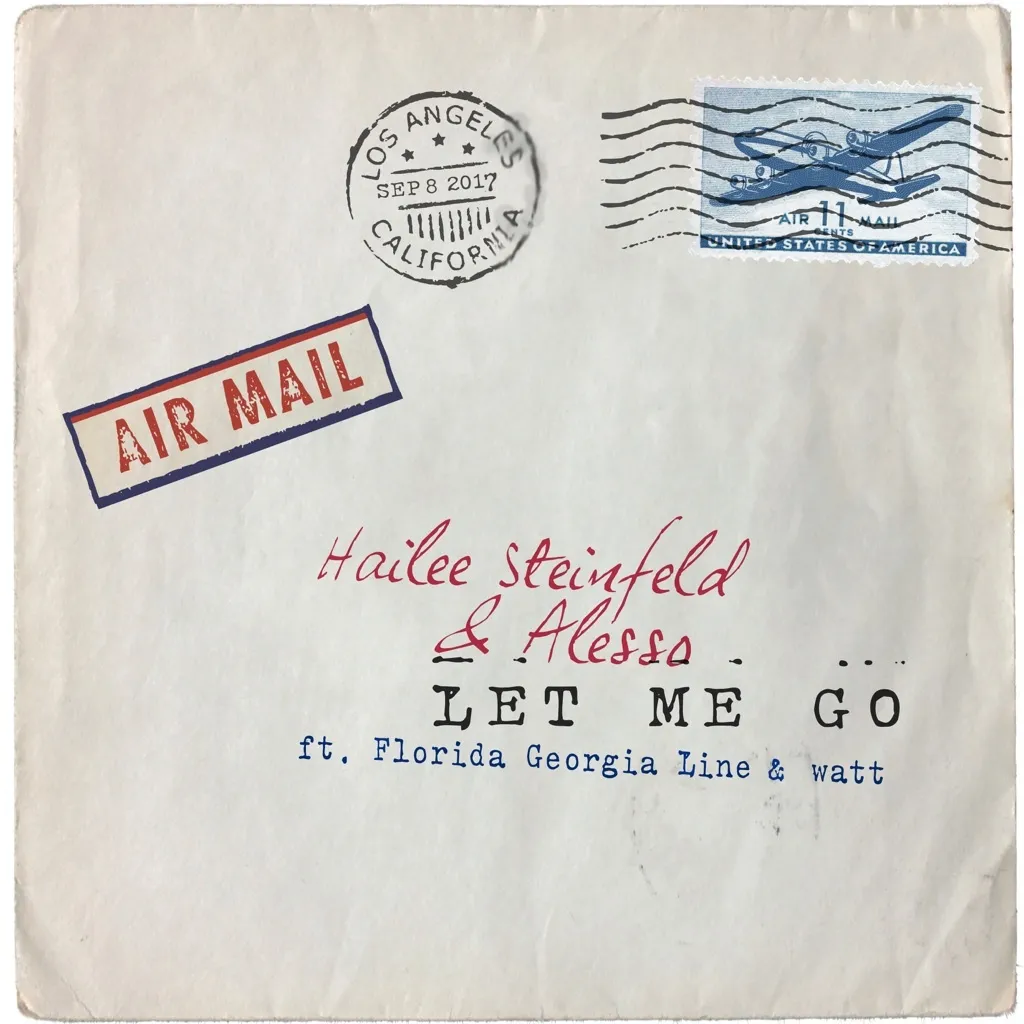 LOS ANGELES
SEP 8 2017
CALIFORNIA
AIR 11 MAIL
CENTS
UNITED STATES OF AMERICA
AIR MAIL
Hailee Steinfeld
& Alesso
LET ME GO
ft. Florida Georgia Line & watt